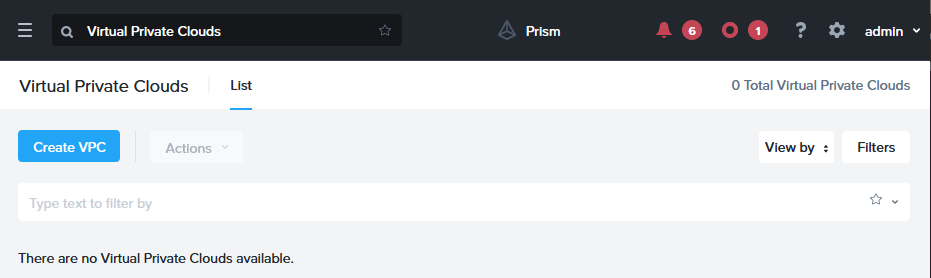 Virtual Private Clouds
Prism
6
1
?
admin
Virtual Private Clouds
List
0 Total Virtual Private Clouds
Create VPC
Actions
View by
Filters
Type text to filter by
There are no Virtual Private Clouds available.